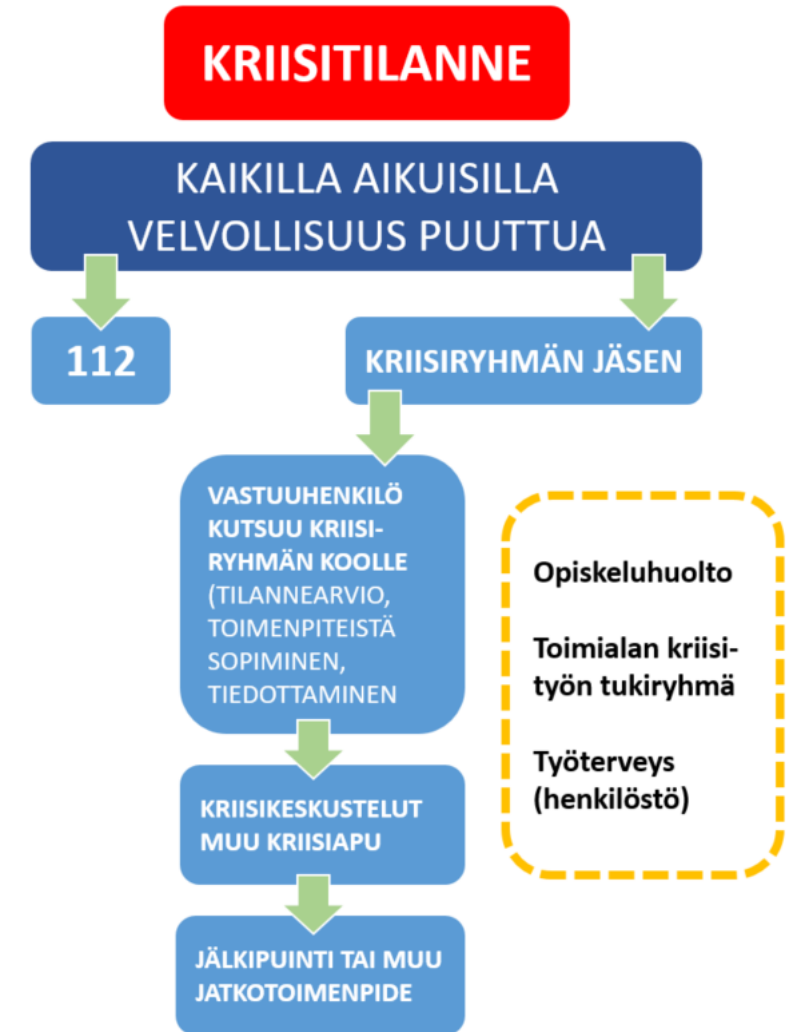 KRIISITILANNE
KAIKILLA AIKUISILLA
VELVOLLISUUS PUUTTUA
112
KRIISIRYHMÄN JÄSEN
VASTUUHENKILÖ
KUTSUU KRIISI-
RYHMÄN KOOLLE
(TILANNEARVIO,
TOIMENPITEISTÄ
SOPIMINEN,
TIEDOTTAMINEN
Opiskeluhuolto
Toimialan kriisi-
työn tukiryhmä
Työterveys
(henkilöstö)
KRIISIKESKUSTELUT
MUU KRIISIAPU
JÄLKIPUINTI TAI MUU
JATKOTOIMENPIDE